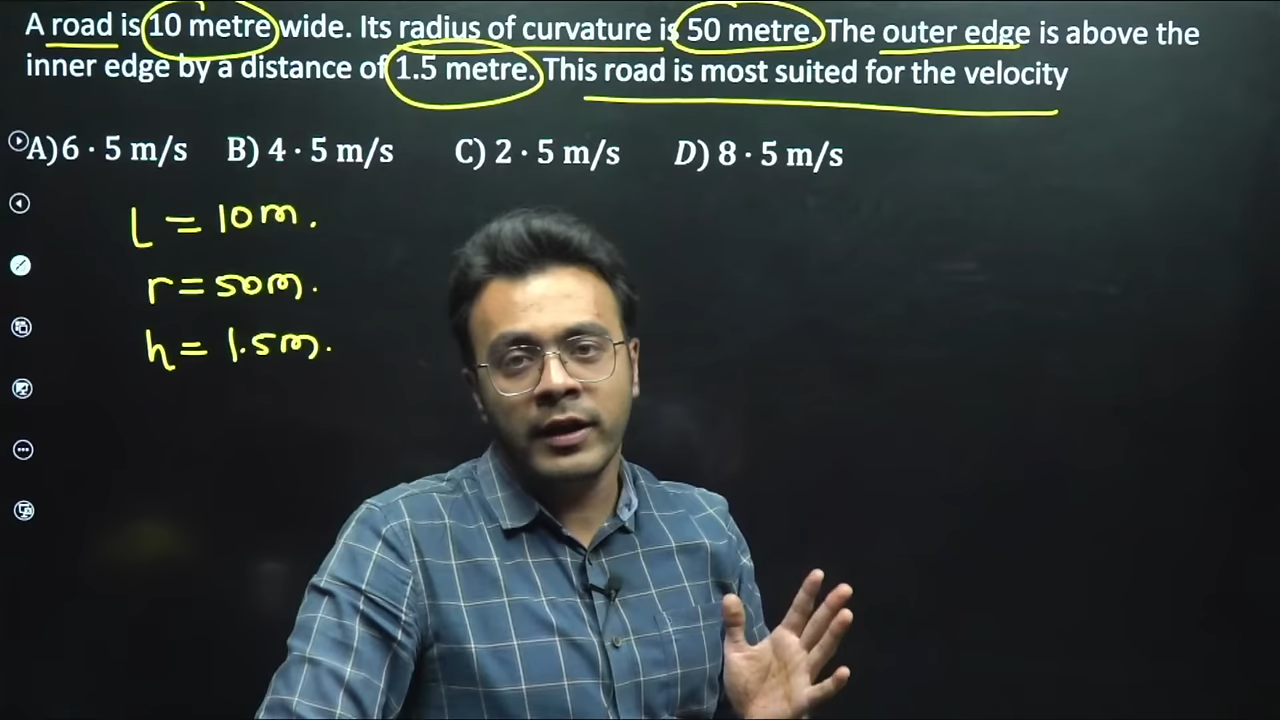 A road is 10 metre wide. Its radius of curvature is 50 metre. The outer edge is above the
inner edge by a distance of 1.5 metre. This road is most suited for the velocity
A) 6 · 5 m/s B) 4 · 5 m/s C) 2 · 5 m/s D) 8 · 5 m/s
L = 10m.
r = 50m.
h = 1.5m.